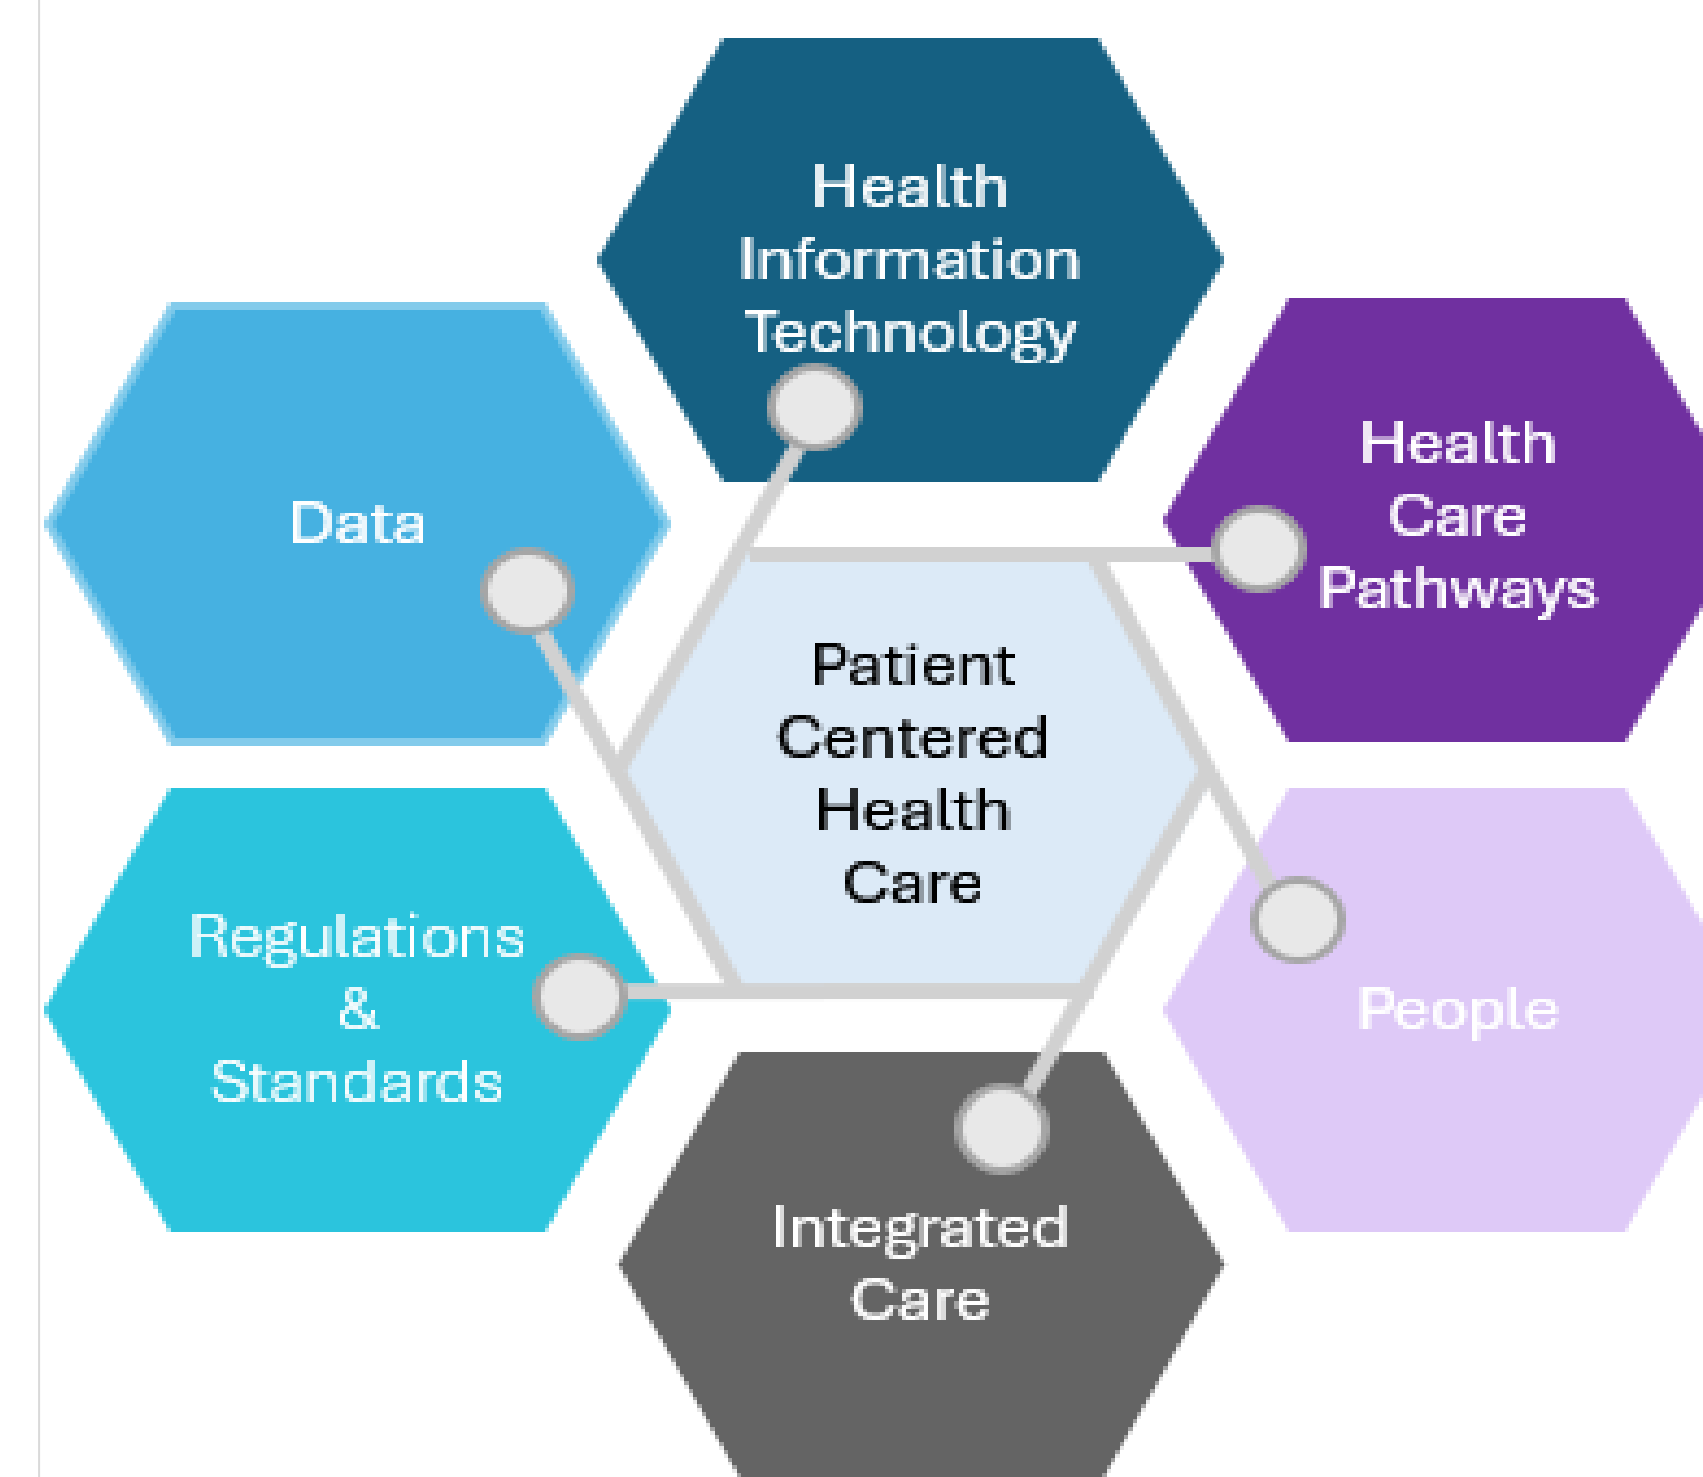 Health
Information
Technology
Health
Care
Pathways
Data
Patient
Centered
Health
Care
Regulations
&
Standards
People
Integrated
Care